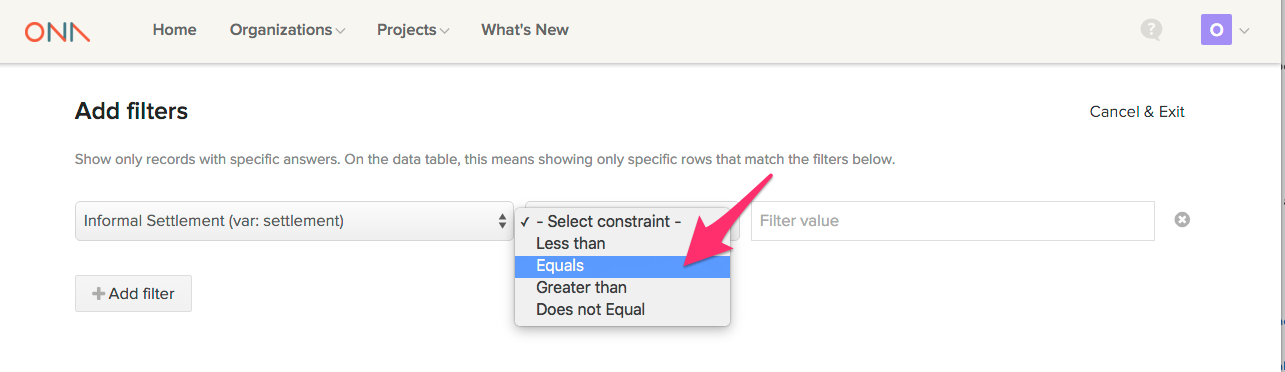 ONA Home Organizations Projects What's New ? O
Add filters Cancel & Exit
Show only records with specific answers. On the data table, this means showing only specific rows that match the filters below.
Informal Settlement (var: settlement) ✓ - Select constraint - Filter value
Less than
Equals
Greater than
Does not Equal
+ Add filter